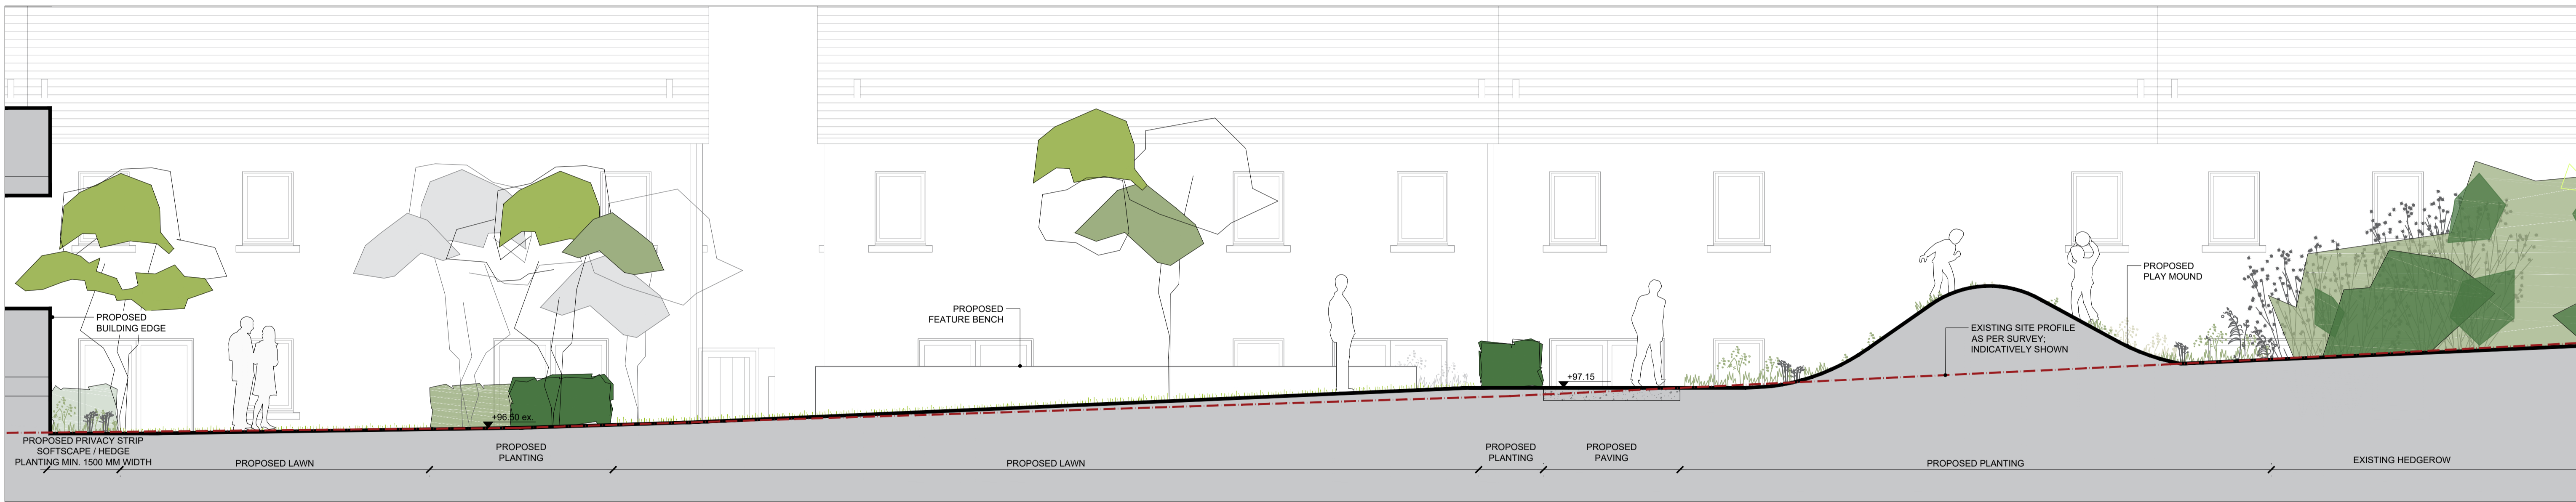 PROPOSED
BUILDING EDGE
PROPOSED
FEATURE BENCH
PROPOSED
PLAY MOUND
EXISTING SITE PROFILE
AS PER SURVEY;
INDICATIVELY SHOWN
+96.50 ex.
+97.15
PROPOSED PRIVACY STRIP
SOFTSCAPE / HEDGE
PLANTING MIN. 1500 MM WIDTH
PROPOSED LAWN
PROPOSED
PLANTING
PROPOSED LAWN
PROPOSED
PLANTING
PROPOSED
PAVING
PROPOSED PLANTING
EXISTING HEDGEROW